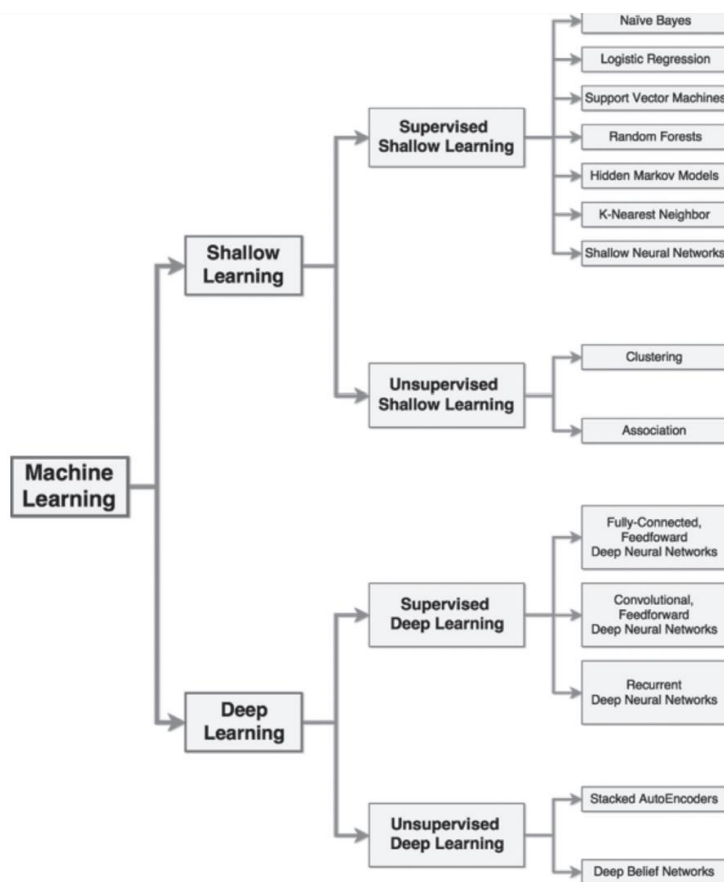 Naïve Bayes
Logistic Regression
Support Vector Machines
Supervised
Shallow Learning
Random Forests
Hidden Markov Models
K-Nearest Neighbor
Shallow Neural Networks
Shallow
Learning
Clustering
Unsupervised
Shallow Learning
Association
Machine
Learning
Fully-Connected,
Feedfoward
Deep Neural Networks
Supervised
Deep Learning
Convolutional,
Feedforward
Deep Neural Networks
Recurrent
Deep Neural Networks
Deep
Learning
Stacked AutoEncoders
Unsupervised
Deep Learning
Deep Belief Networks